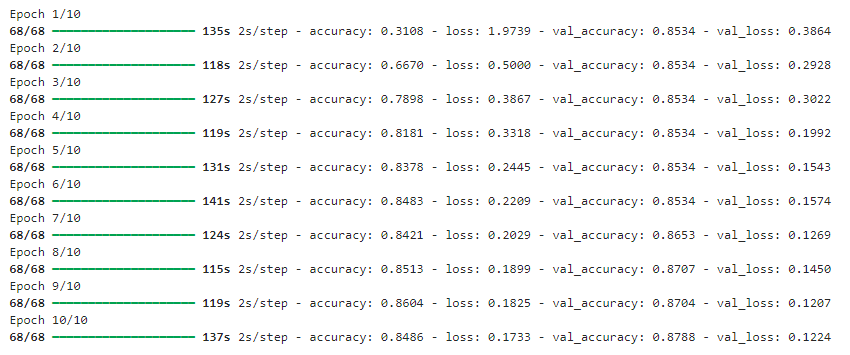 Epoch 1/10
68/68 ━━━━━━━━━━━━━━━━━━━━ 135s 2s/step - accuracy: 0.3108 - loss: 1.9739 - val_accuracy: 0.8534 - val_loss: 0.3864
Epoch 2/10
68/68 ━━━━━━━━━━━━━━━━━━━━ 118s 2s/step - accuracy: 0.6670 - loss: 0.5000 - val_accuracy: 0.8534 - val_loss: 0.2928
Epoch 3/10
68/68 ━━━━━━━━━━━━━━━━━━━━ 127s 2s/step - accuracy: 0.7898 - loss: 0.3867 - val_accuracy: 0.8534 - val_loss: 0.3022
Epoch 4/10
68/68 ━━━━━━━━━━━━━━━━━━━━ 119s 2s/step - accuracy: 0.8181 - loss: 0.3318 - val_accuracy: 0.8534 - val_loss: 0.1992
Epoch 5/10
68/68 ━━━━━━━━━━━━━━━━━━━━ 131s 2s/step - accuracy: 0.8378 - loss: 0.2445 - val_accuracy: 0.8534 - val_loss: 0.1543
Epoch 6/10
68/68 ━━━━━━━━━━━━━━━━━━━━ 141s 2s/step - accuracy: 0.8483 - loss: 0.2209 - val_accuracy: 0.8534 - val_loss: 0.1574
Epoch 7/10
68/68 ━━━━━━━━━━━━━━━━━━━━ 124s 2s/step - accuracy: 0.8421 - loss: 0.2029 - val_accuracy: 0.8653 - val_loss: 0.1269
Epoch 8/10
68/68 ━━━━━━━━━━━━━━━━━━━━ 115s 2s/step - accuracy: 0.8513 - loss: 0.1899 - val_accuracy: 0.8707 - val_loss: 0.1450
Epoch 9/10
68/68 ━━━━━━━━━━━━━━━━━━━━ 119s 2s/step - accuracy: 0.8604 - loss: 0.1825 - val_accuracy: 0.8704 - val_loss: 0.1207
Epoch 10/10
68/68 ━━━━━━━━━━━━━━━━━━━━ 137s 2s/step - accuracy: 0.8486 - loss: 0.1733 - val_accuracy: 0.8788 - val_loss: 0.1224